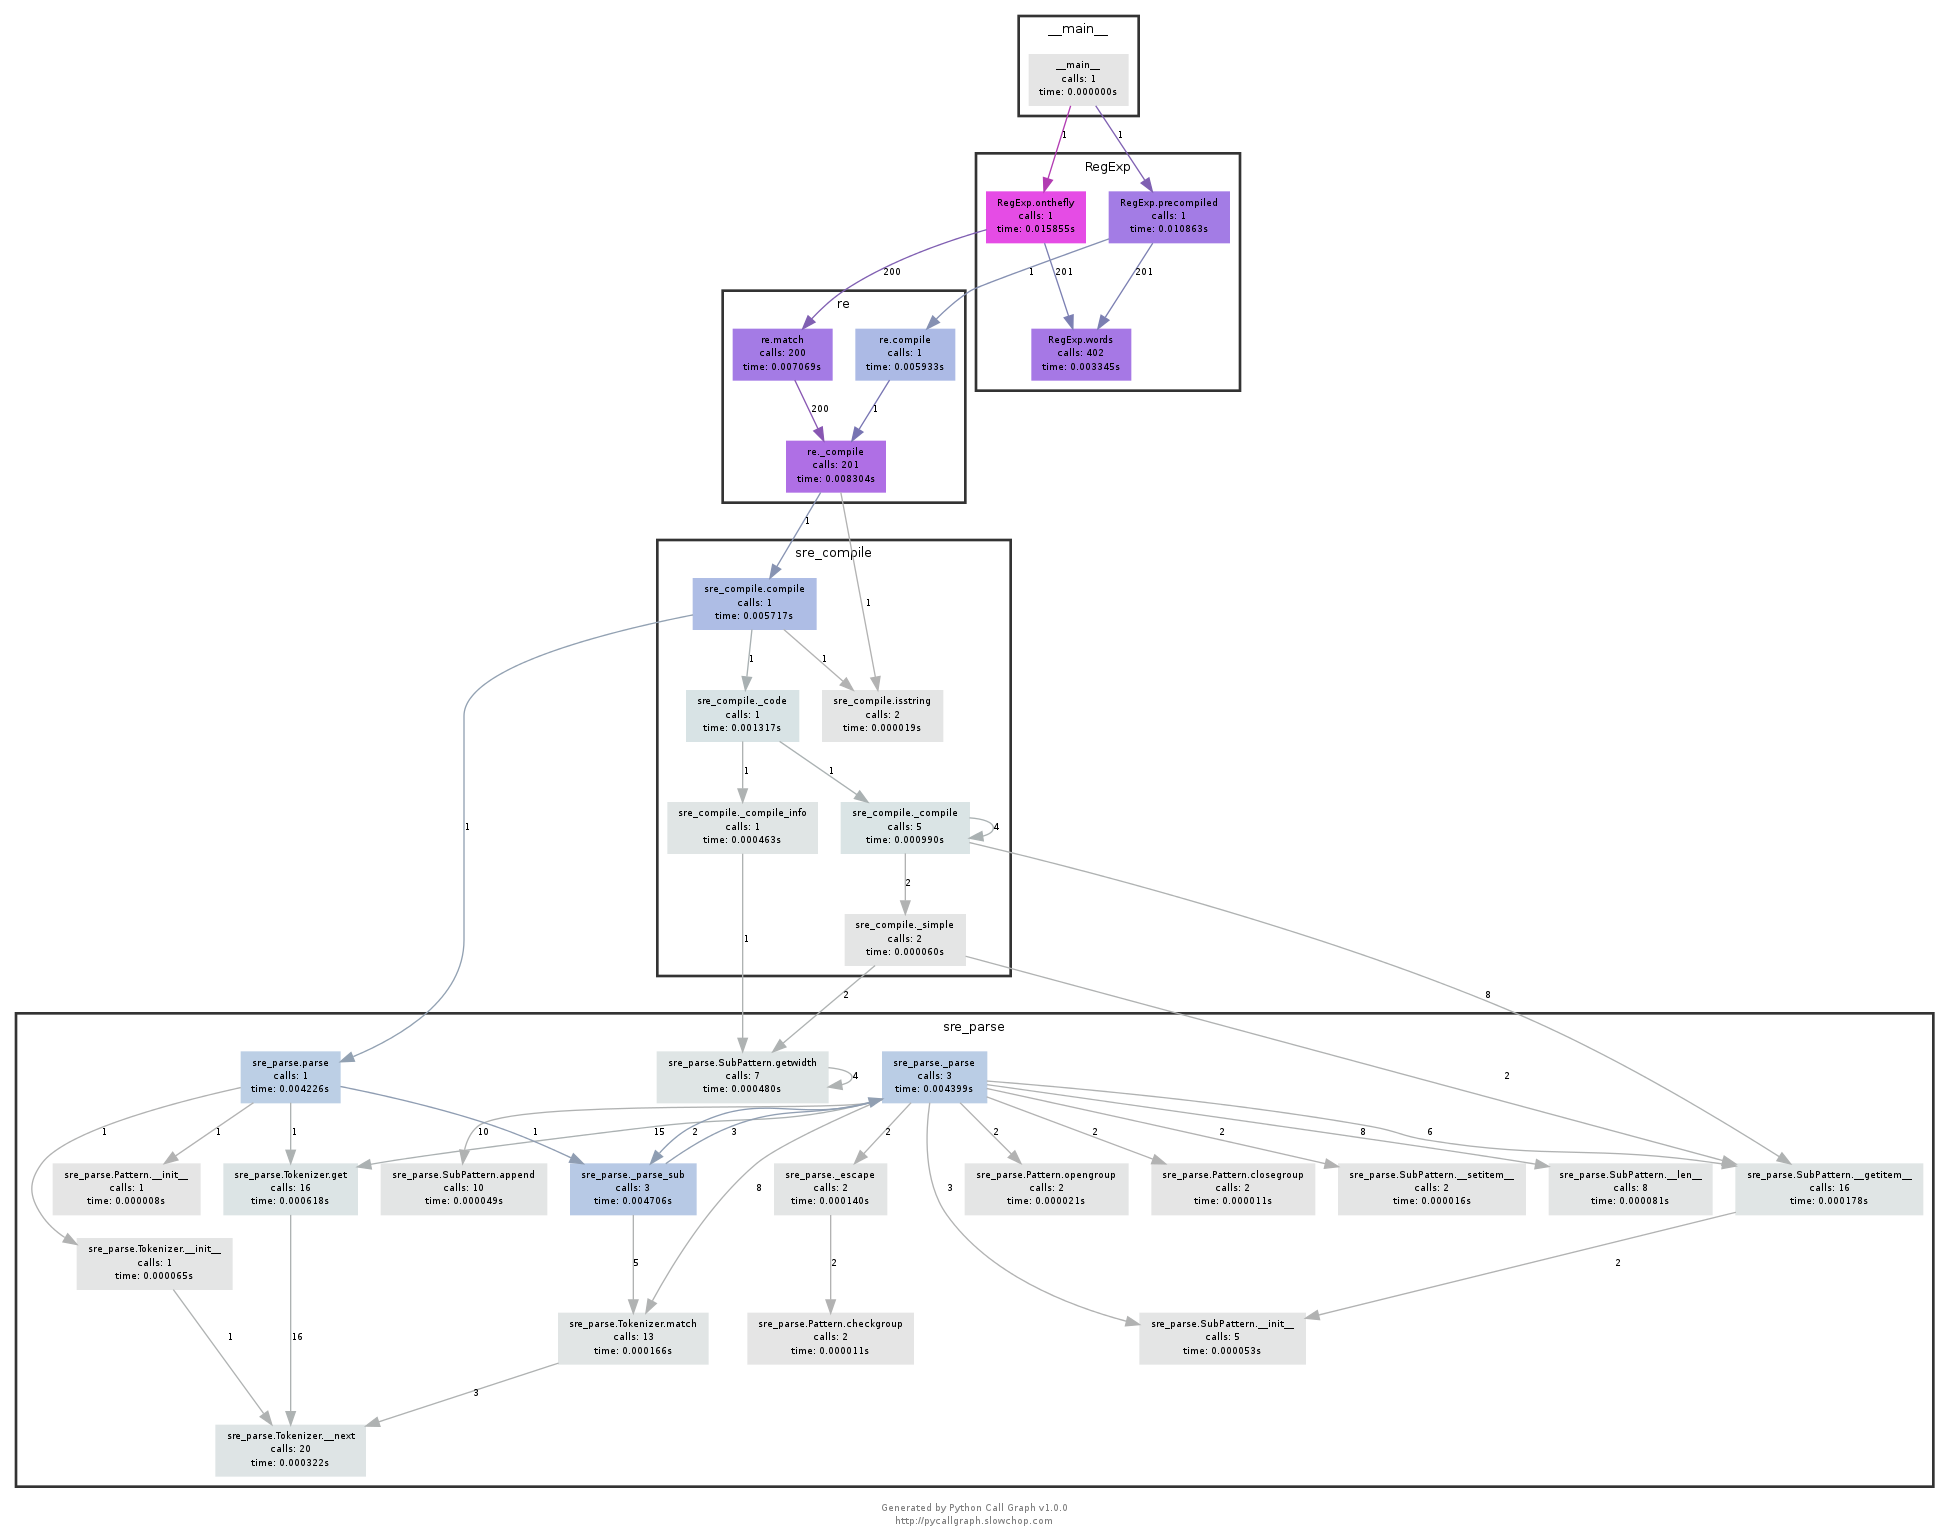 __main__
__main__
calls: 1
time: 0.000000s
1
1
RegExp
RegExp.onthefly
calls: 1
time: 0.015855s
RegExp.precompiled
calls: 1
time: 0.010863s
200
1
201
201
re
re.match
calls: 200
time: 0.007069s
re.compile
calls: 1
time: 0.005933s
RegExp.words
calls: 402
time: 0.003345s
200
1
re._compile
calls: 201
time: 0.008304s
1
sre_compile
sre_compile.compile
calls: 1
time: 0.005717s
1
1
1
sre_compile._code
calls: 1
time: 0.001317s
sre_compile.isstring
calls: 2
time: 0.000019s
1
1
sre_compile._compile_info
calls: 1
time: 0.000463s
sre_compile._compile
calls: 5
time: 0.000990s
4
1
2
sre_compile._simple
calls: 2
time: 0.000060s
1
2
8
sre_parse
sre_parse.parse
calls: 1
time: 0.004226s
sre_parse.SubPattern.getwidth
calls: 7
time: 0.000480s
4
sre_parse._parse
calls: 3
time: 0.004399s
2
1
1
1
10
1
15
2
3
2
2
2
2
8
6
sre_parse.Pattern.__init__
calls: 1
time: 0.000008s
sre_parse.Tokenizer.get
calls: 16
time: 0.000618s
sre_parse.SubPattern.append
calls: 10
time: 0.000049s
sre_parse._parse_sub
calls: 3
time: 0.004706s
8
sre_parse._escape
calls: 2
time: 0.000140s
3
sre_parse.Pattern.opengroup
calls: 2
time: 0.000021s
sre_parse.Pattern.closegroup
calls: 2
time: 0.000011s
sre_parse.SubPattern.__setitem__
calls: 2
time: 0.000016s
sre_parse.SubPattern.__len__
calls: 8
time: 0.000081s
sre_parse.SubPattern.__getitem__
calls: 16
time: 0.000178s
sre_parse.Tokenizer.__init__
calls: 1
time: 0.000065s
5
2
2
1
16
sre_parse.Tokenizer.match
calls: 13
time: 0.000166s
sre_parse.Pattern.checkgroup
calls: 2
time: 0.000011s
sre_parse.SubPattern.__init__
calls: 5
time: 0.000053s
3
sre_parse.Tokenizer.__next
calls: 20
time: 0.000322s
Generated by Python Call Graph v1.0.0
http://pycallgraph.slowchop.com